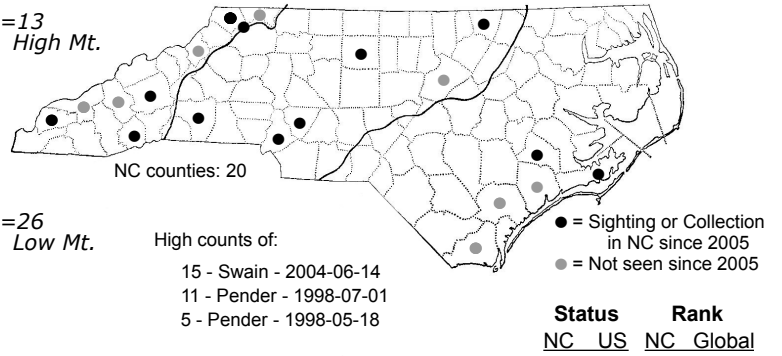 =13
High Mt.
NC counties: 20
=26
Low Mt.
High counts of:
15 - Swain - 2004-06-14
11 - Pender - 1998-07-01
5 - Pender - 1998-05-18
= Sighting or Collection
in NC since 2005
= Not seen since 2005
Status Rank
NC US NC Global